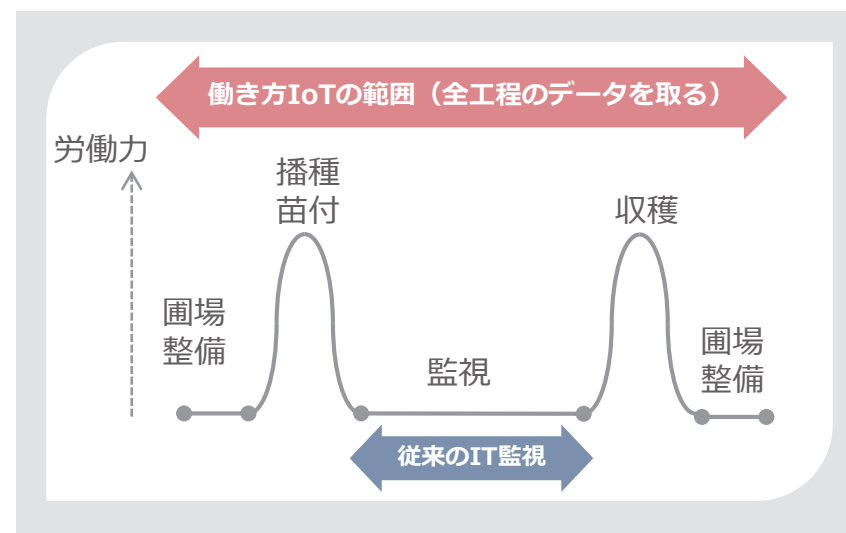 働き方IoTの範囲（全工程のデータを取る）
労働力
播種
苗付
収穫
圃場
整備
監視
圃場
整備
従来のIT監視